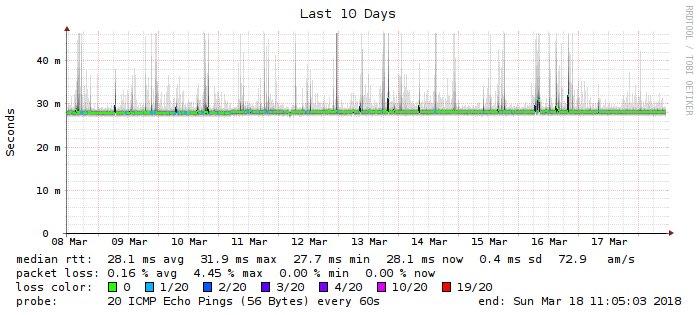 Last 10 Days
RRDTOOL / TOBI OETIKER
Seconds
40 m
30 m
20 m
10 m
0
08 Mar 09 Mar 10 Mar 11 Mar 12 Mar 13 Mar 14 Mar 15 Mar 16 Mar 17 Mar
median rtt: 28.1 ms avg 31.9 ms max 27.7 ms min 28.1 ms now 0.4 ms sd 72.9 am/s
packet loss: 0.16 % avg 4.45 % max 0.00 % min 0.00 % now
loss color: 0 1/20 2/20 3/20 4/20 10/20 19/20
probe: 20 ICMP Echo Pings (56 Bytes) every 60s end: Sun Mar 18 11:05:03 2018